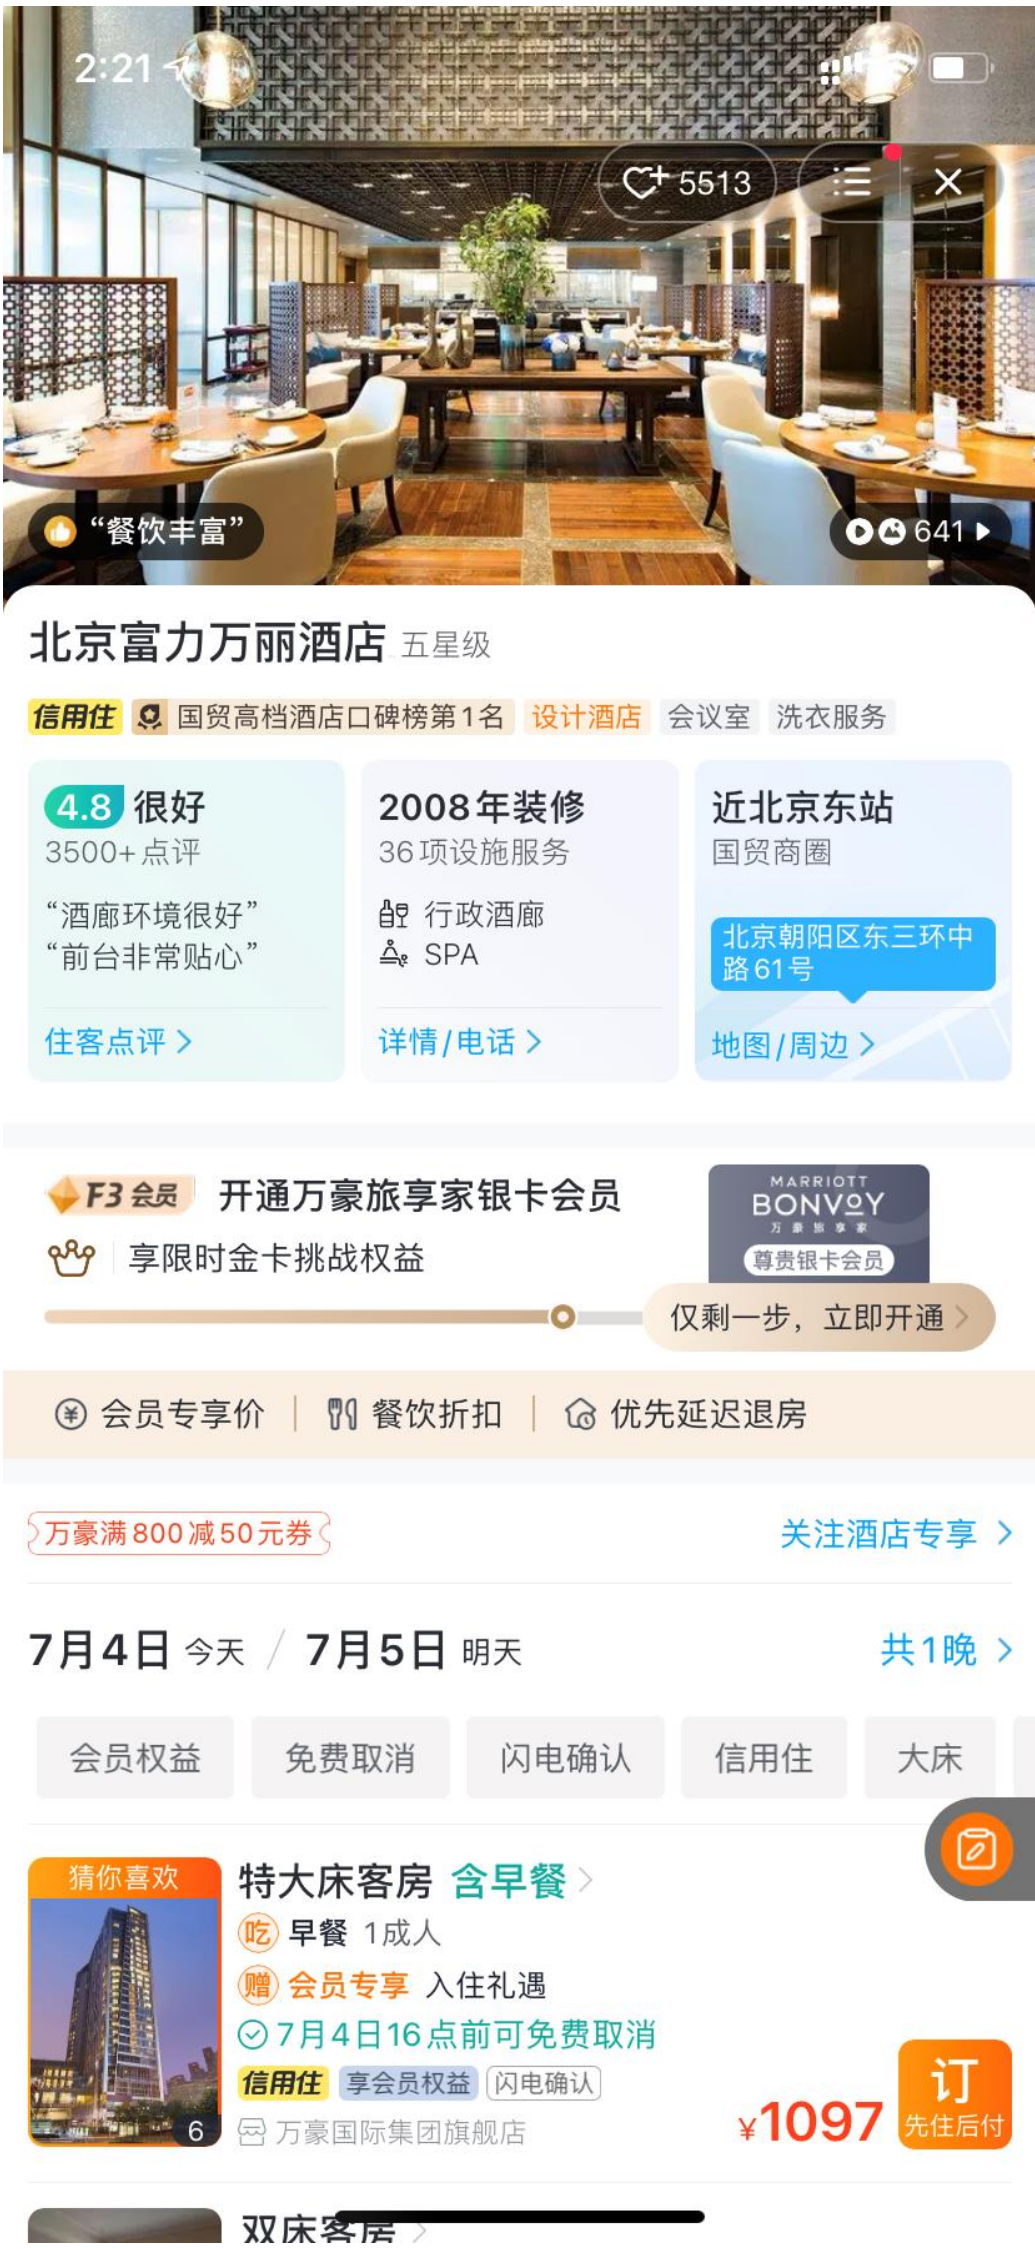 2:21
5513
“餐饮丰富”
641
北京富力万丽酒店 五星级
信用住 国贸高档酒店口碑榜第1名 设计酒店 会议室 洗衣服务
4.8 很好
3500+点评
“酒廊环境很好”
“前台非常贴心”
住客点评 >
2008年装修
36项设施服务
行政酒廊
SPA
详情/电话 >
近北京东站
国贸商圈
北京朝阳区东三环中
路61号
地图/周边 >
F3 会员 开通万豪旅享家银卡会员
享限时金卡挑战权益
MARRIOTT
BONVOY
万豪旅享家
尊贵银卡会员
仅剩一步，立即开通 >
会员专享价 餐饮折扣 优先延迟退房
万豪满800减50元券
关注酒店专享 >
7月4日 今天 / 7月5日 明天 共1晚 >
会员权益 免费取消 闪电确认 信用住 大床
猜你喜欢
6
特大床客房 含早餐 >
吃 早餐 1成人
赠 会员专享 入住礼遇
7月4日16点前可免费取消
信用住 享会员权益 闪电确认
万豪国际集团旗舰店
¥1097
订
先住后付
双床客房 >